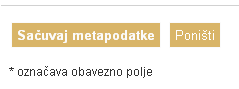 Sačuvaj metapodatke Poništi
* označava obavezno polje